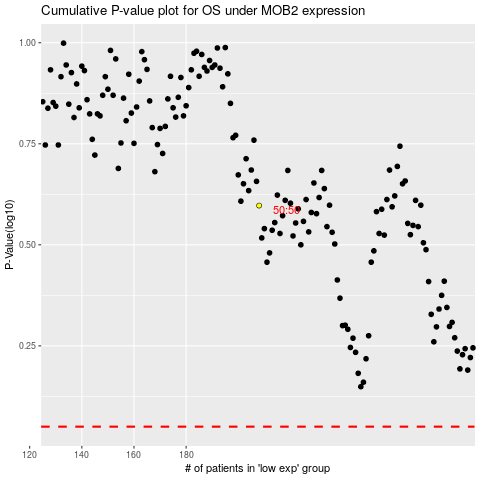 Cumulative P-value plot for OS under MOB2 expression
P-Value(log10)
1.00
0.75
0.50
0.25
50:50
120 140 160 180
# of patients in 'low exp' group